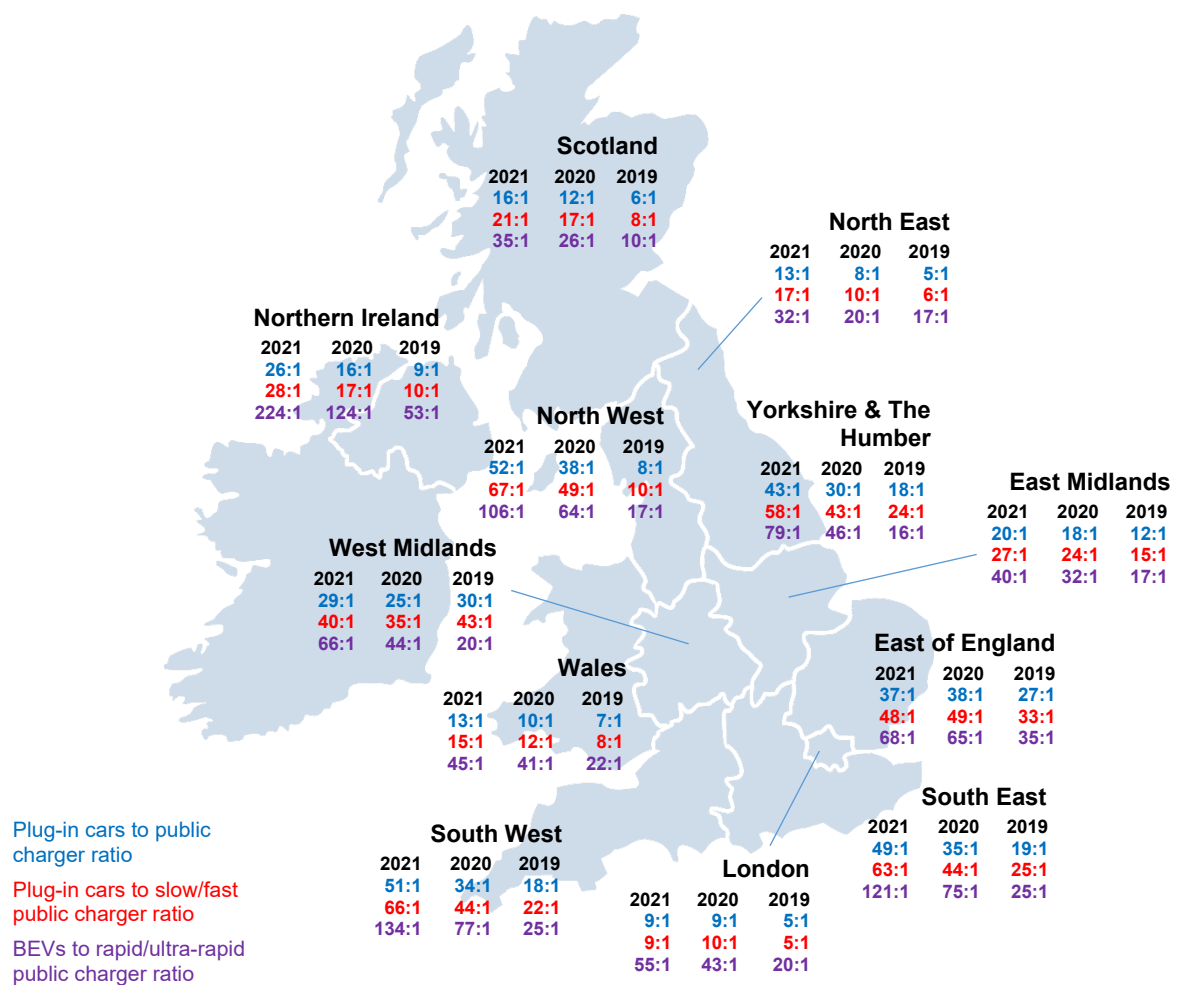 Scotland
2021 2020 2019
16:1 12:1 6:1
21:1 17:1 8:1
35:1 26:1 10:1
North East
2021 2020 2019
13:1 8:1 5:1
17:1 10:1 6:1
32:1 20:1 17:1
Northern Ireland
2021 2020 2019
26:1 16:1 9:1
28:1 17:1 10:1
224:1 124:1 53:1
North West
2021 2020 2019
52:1 38:1 8:1
67:1 49:1 10:1
106:1 64:1 17:1
Yorkshire & The
Humber
2021 2020 2019
43:1 30:1 18:1
58:1 43:1 24:1
79:1 46:1 16:1
East Midlands
2021 2020 2019
20:1 18:1 12:1
27:1 24:1 15:1
40:1 32:1 17:1
West Midlands
2021 2020 2019
29:1 25:1 30:1
40:1 35:1 43:1
66:1 44:1 20:1
East of England
2021 2020 2019
37:1 38:1 27:1
48:1 49:1 33:1
68:1 65:1 35:1
Wales
2021 2020 2019
13:1 10:1 7:1
15:1 12:1 8:1
45:1 41:1 22:1
South East
2021 2020 2019
49:1 35:1 19:1
63:1 44:1 25:1
121:1 75:1 25:1
South West
2021 2020 2019
51:1 34:1 18:1
66:1 44:1 22:1
134:1 77:1 25:1
London
2021 2020 2019
9:1 9:1 5:1
9:1 10:1 5:1
55:1 43:1 20:1
Plug-in cars to public
charger ratio
Plug-in cars to slow/fast
public charger ratio
BEVs to rapid/ultra-rapid
public charger ratio